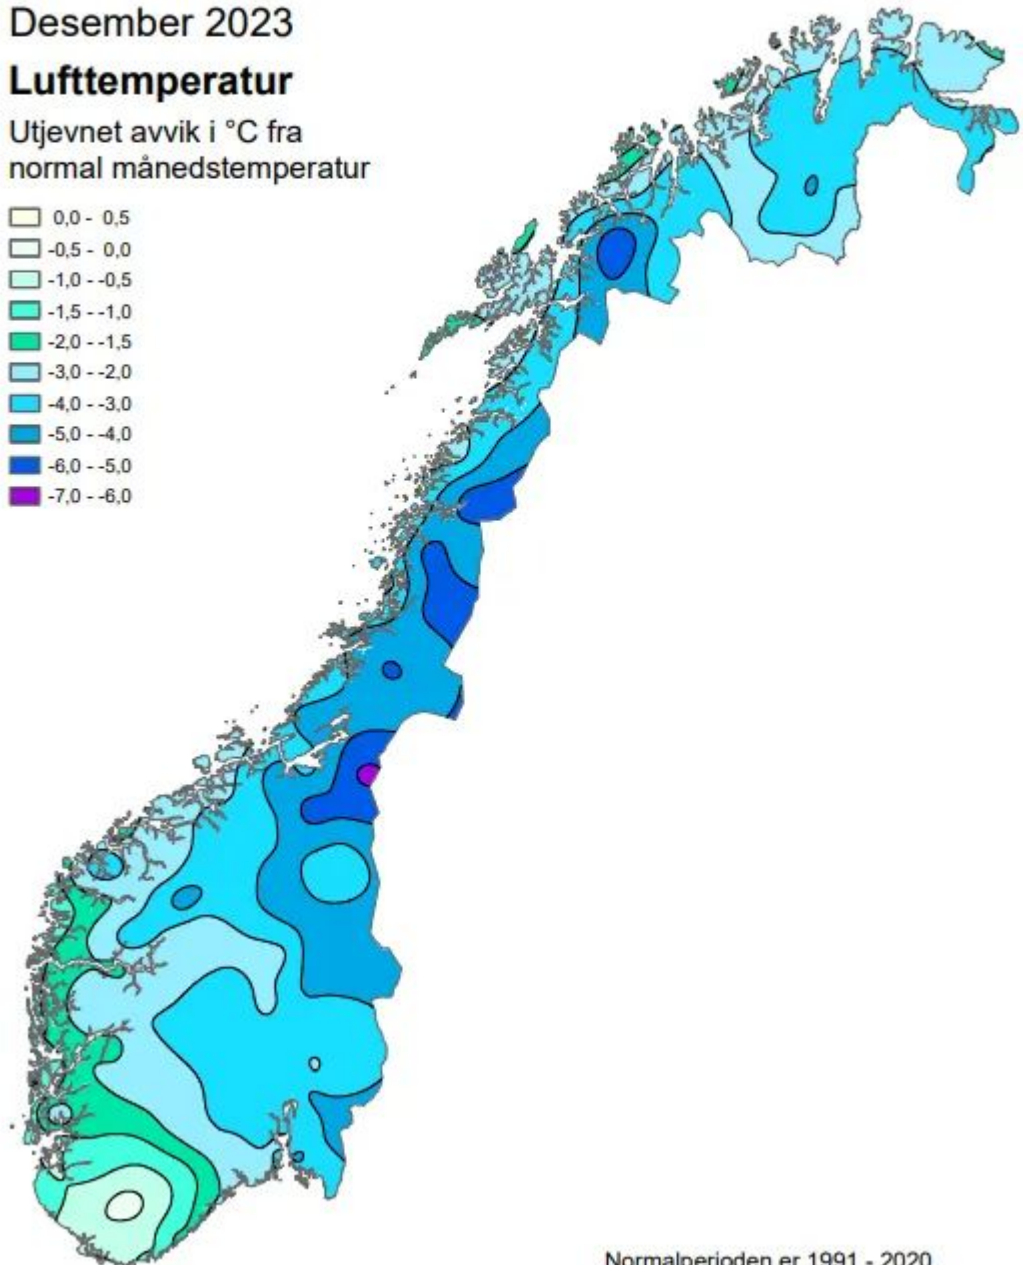 Desember 2023
Lufttemperatur
Utjevnet avvik i °C fra
normal månedstemperatur
0,0 - 0,5
-0,5 - 0,0
-1,0 - -0,5
-1,5 - -1,0
-2,0 - -1,5
-3,0 - -2,0
-4,0 - -3,0
-5,0 - -4,0
-6,0 - -5,0
-7,0 - -6,0
Normalperioden er 1991 - 2020